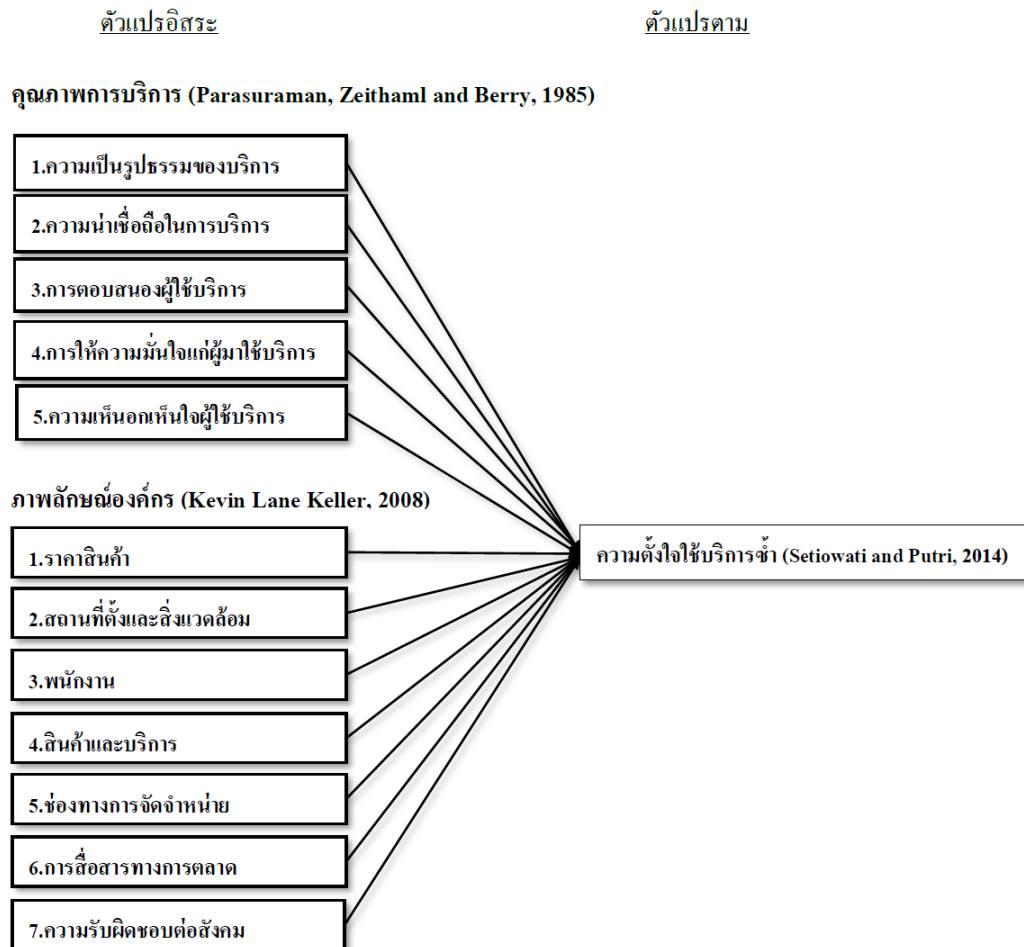 ตัวแปรอิสระ
ตัวแปรตาม
คุณภาพการบริการ (Parasuraman, Zeithaml and Berry, 1985)
1.ความเป็นรูปธรรมของบริการ
2.ความน่าเชื่อถือในการบริการ
3.การตอบสนองผู้ใช้บริการ
4.การให้ความมั่นใจแก่ผู้มาใช้บริการ
5.ความเห็นอกเห็นใจผู้ใช้บริการ
ภาพลักษณ์องค์กร (Kevin Lane Keller, 2008)
1.ราคาสินค้า
2.สถานที่ตั้งและสิ่งแวดล้อม
3.พนักงาน
4.สินค้าและบริการ
5.ช่องทางการจัดจำหน่าย
6.การสื่อสารทางการตลาด
7.ความรับผิดชอบต่อสังคม
ความตั้งใจใช้บริการซ้ำ (Setiowati and Putri, 2014)